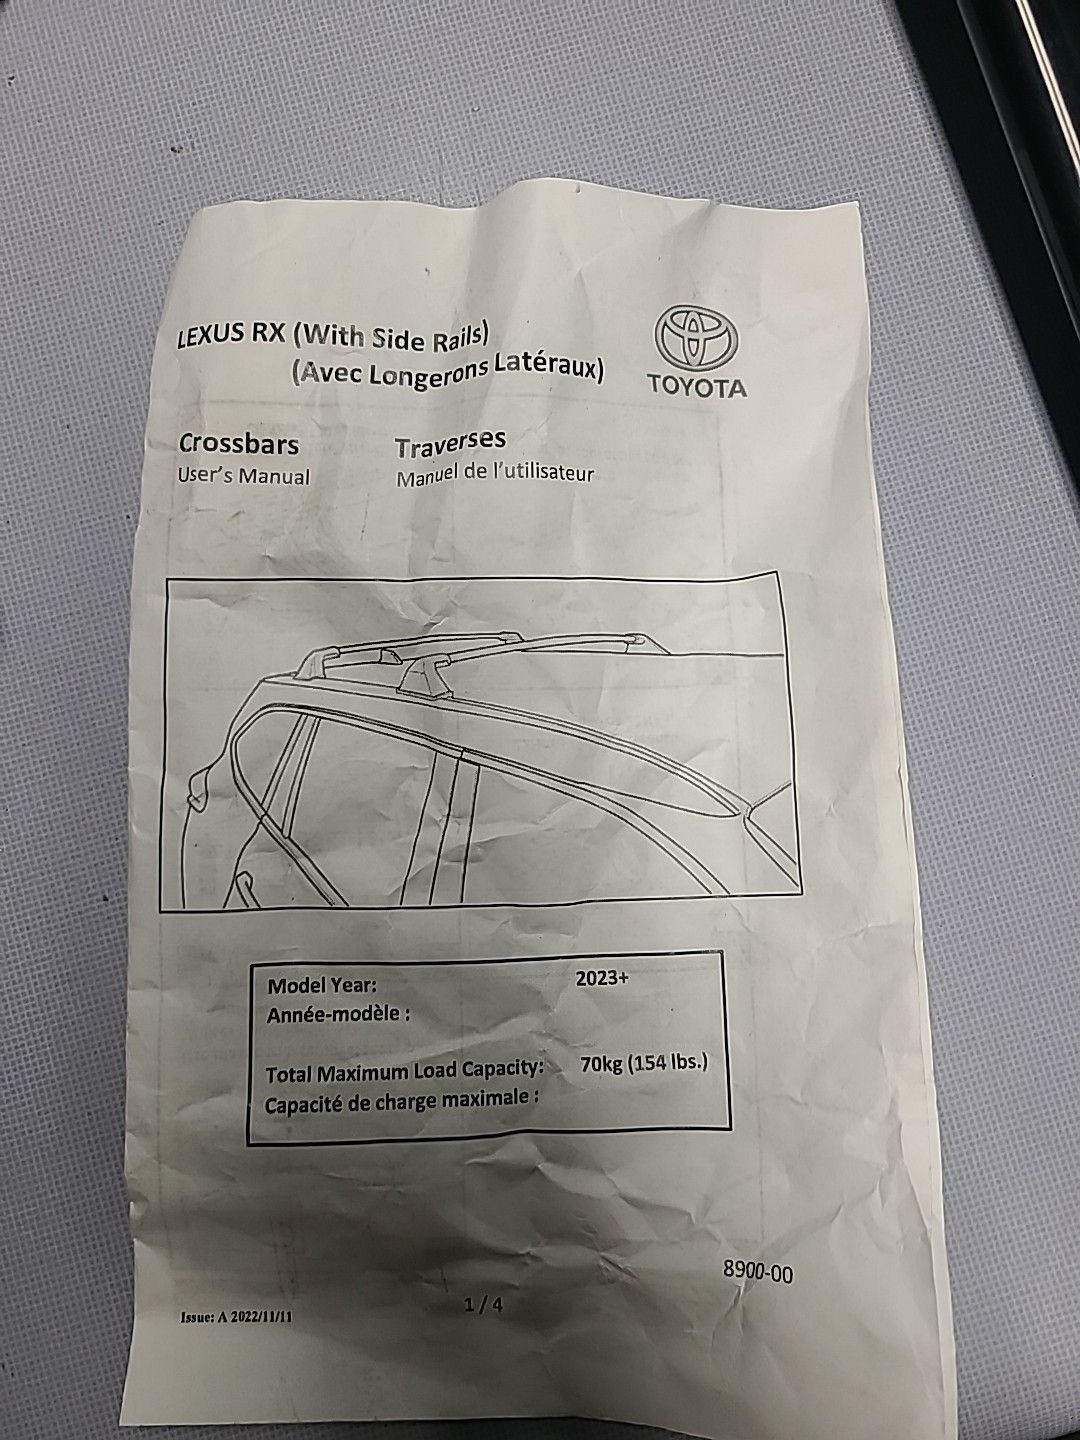 LEXUS RX (With Side Rails)
(Avec Longerons Latéraux)
TOYOTA
Crossbars
User's Manual
Traverses
Manuel de l'utilisateur
Model Year: 2023+
Année-modèle :
Total Maximum Load Capacity: 70kg (154 lbs.)
Capacité de charge maximale :
8900-00
1 / 4
Issue: A 2022/11/11